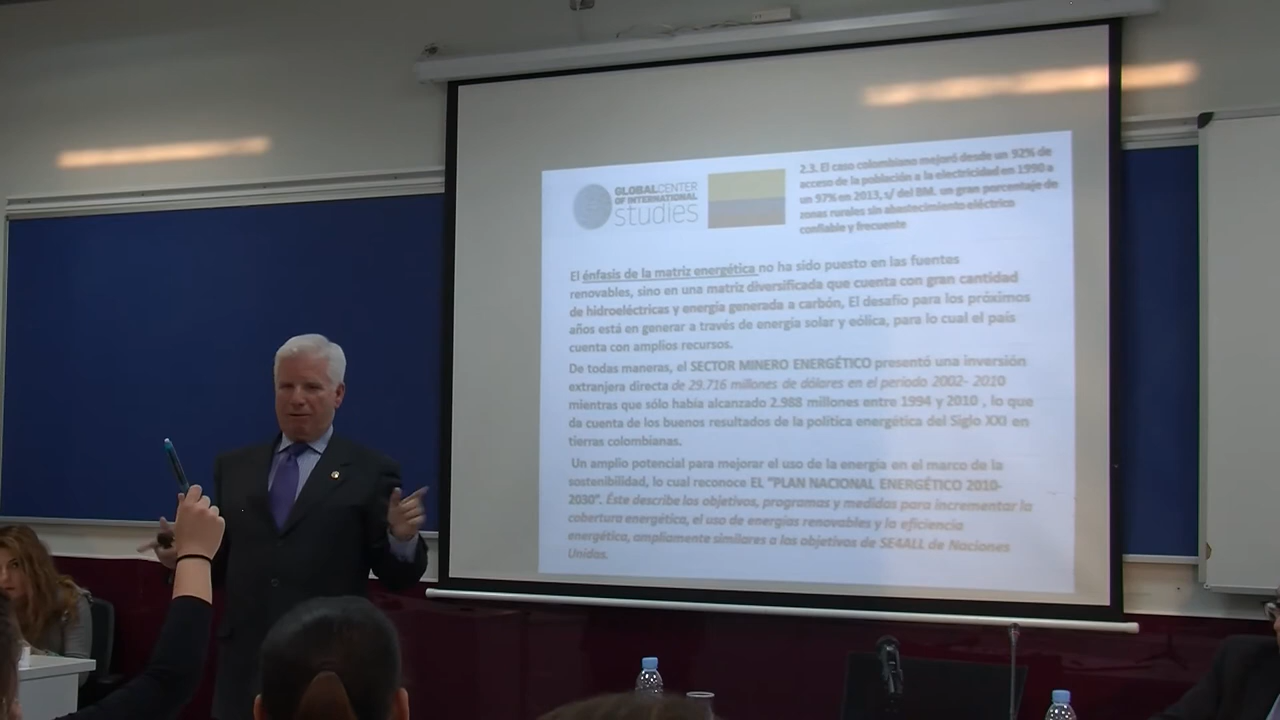 GLOBALCENTER
OF INTERNATIONAL
studies
2.3. El caso colombiano mejoró desde un 92% de
acceso de la población a la electricidad en 1990 a
un 97% en 2013, s/ del BM. un gran porcentaje de
zonas rurales sin abastecimiento eléctrico
confiable y frecuente
El énfasis de la matriz energética no ha sido puesto en las fuentes
renovables, sino en una matriz diversificada que cuenta con gran cantidad
de hidroeléctricas y energía generada a carbón, El desafío para los próximos
años está en generar a través de energía solar y eólica, para lo cual el país
cuenta con amplios recursos.
De todas maneras, el SECTOR MINERO ENERGÉTICO presentó una inversión
extranjera directa de 29.716 millones de dólares en el periodo 2002- 2010
mientras que sólo había alcanzado 2.988 millones entre 1994 y 2010 , lo que
da cuenta de los buenos resultados de la política energética del Siglo XXI en
tierras colombianas.
Un amplio potencial para mejorar el uso de la energía en el marco de la
sostenibilidad, lo cual reconoce EL "PLAN NACIONAL ENERGÉTICO 2010-
2030". Éste describe los objetivos, programas y medidas para incrementar la
cobertura energética, el uso de energías renovables y la eficiencia
energética, ampliamente similares a los objetivos de SE4ALL de Naciones
Unidas.